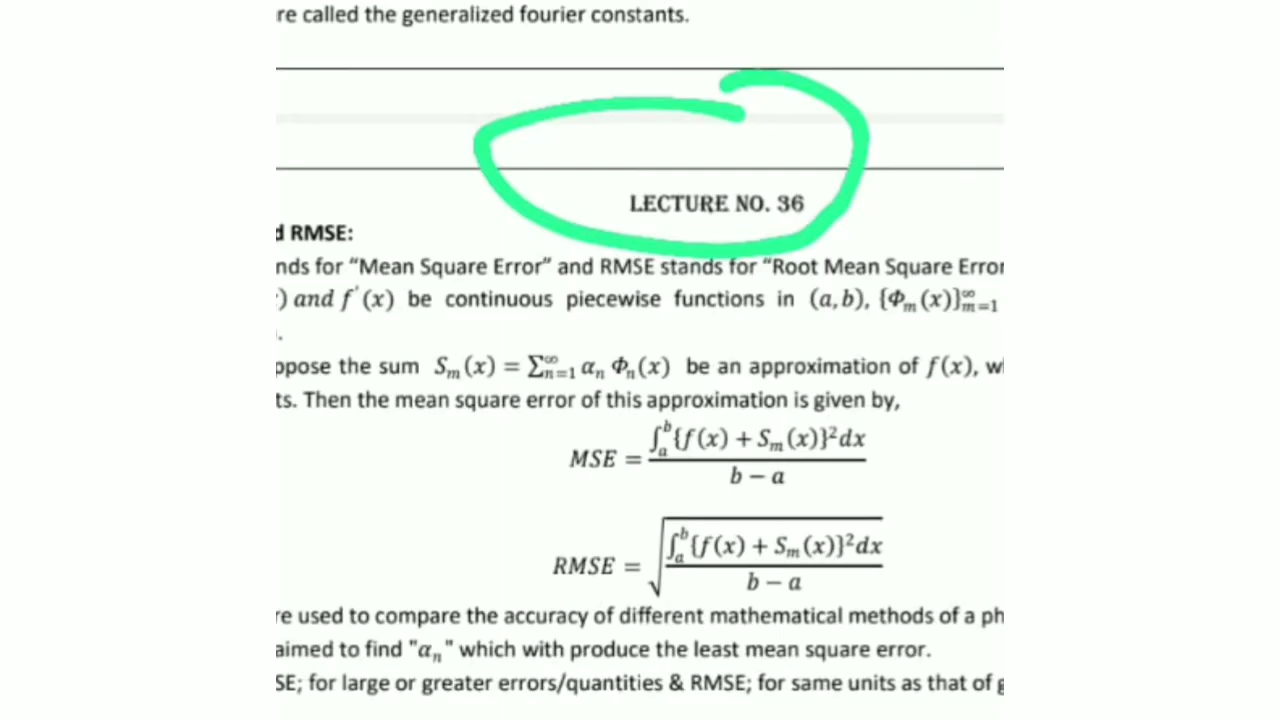 re called the generalized fourier constants.
LECTURE NO. 36
d RMSE:
nds for “Mean Square Error” and RMSE stands for “Root Mean Square Error
) and f'(x) be continuous piecewise functions in (a, b), {Φₘ(x)}ₘ₌₁^∞
.
ppose the sum Sₘ(x) = ∑ₙ₌₁^∞ αₙ Φₙ(x) be an approximation of f(x), w
ts. Then the mean square error of this approximation is given by,
MSE = ∫ₐᵇ{f(x) + Sₘ(x)}²dx / b − a
RMSE = √(∫ₐᵇ{f(x) + Sₘ(x)}²dx / b − a)
re used to compare the accuracy of different mathematical methods of a ph
aimed to find "αₙ" which with produce the least mean square error.
SE; for large or greater errors/quantities & RMSE; for same units as that of g